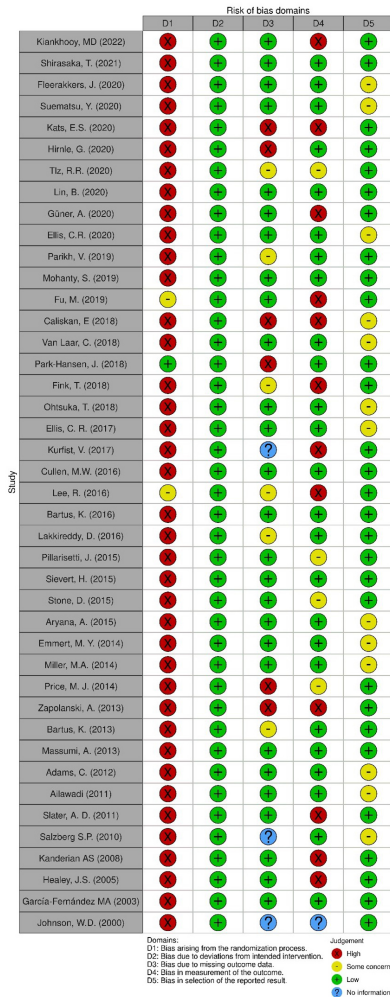 Risk of bias domains
D1 D2 D3 D4 D5
Study
Kiankhooy, MD (2022) X + + X +
Shirasaka, T. (2021) X + + + +
Fleerakkers, J. (2020) X + + + -
Suematsu, Y. (2020) X + + + -
Kats, E.S. (2020) X + X X +
Hirnle, G. (2020) X + X + +
Tlz, R.R. (2020) X + - - +
Lin, B. (2020) X + + + +
Güner, A. (2020) X + + X +
Ellis, C.R. (2020) X + + + -
Parikh, V. (2019) X + - + +
Mohanty, S. (2019) X + + + +
Fu, M. (2019) - + + X +
Caliskan, E (2018) X + X X -
Van Laar, C. (2018) X + + + -
Park-Hansen, J. (2018) + + X + +
Fink, T. (2018) X + - X +
Ohtsuka, T. (2018) X + + + -
Ellis, C. R. (2017) X + + + -
Kurfist, V. (2017) X + ? X +
Cullen, M.W. (2016) X + + + +
Lee, R. (2016) - + - X +
Bartus, K. (2016) X + + + +
Lakkireddy, D. (2016) X + - + +
Pillarisetti, J. (2015) X + + - +
Sievert, H. (2015) X + + + +
Stone, D. (2015) X + + - +
Aryana, A. (2015) X + + + -
Emmert, M. Y. (2014) X + + + -
Miller, M.A. (2014) X + + + -
Price, M. J. (2014) X + X - +
Zapolanski, A. (2013) X + X X +
Bartus, K. (2013) X + - + +
Massumi, A. (2013) X + + + +
Adams, C. (2012) X + + + -
Ailawadi (2011) X + + + -
Slater, A. D. (2011) X + + X +
Salzberg S.P. (2010) X + ? + -
Kanderian AS (2008) X + + X +
Healey, J.S. (2005) X + + X +
García-Fernández MA (2003) X + + + +
Johnson, W.D. (2000) X + ? ? +
Domains:
D1: Bias arising from the randomization process.
D2: Bias due to deviations from intended intervention.
D3: Bias due to missing outcome data.
D4: Bias in measurement of the outcome.
D5: Bias in selection of the reported result.
Judgement
X High
- Some concerns
+ Low
? No information